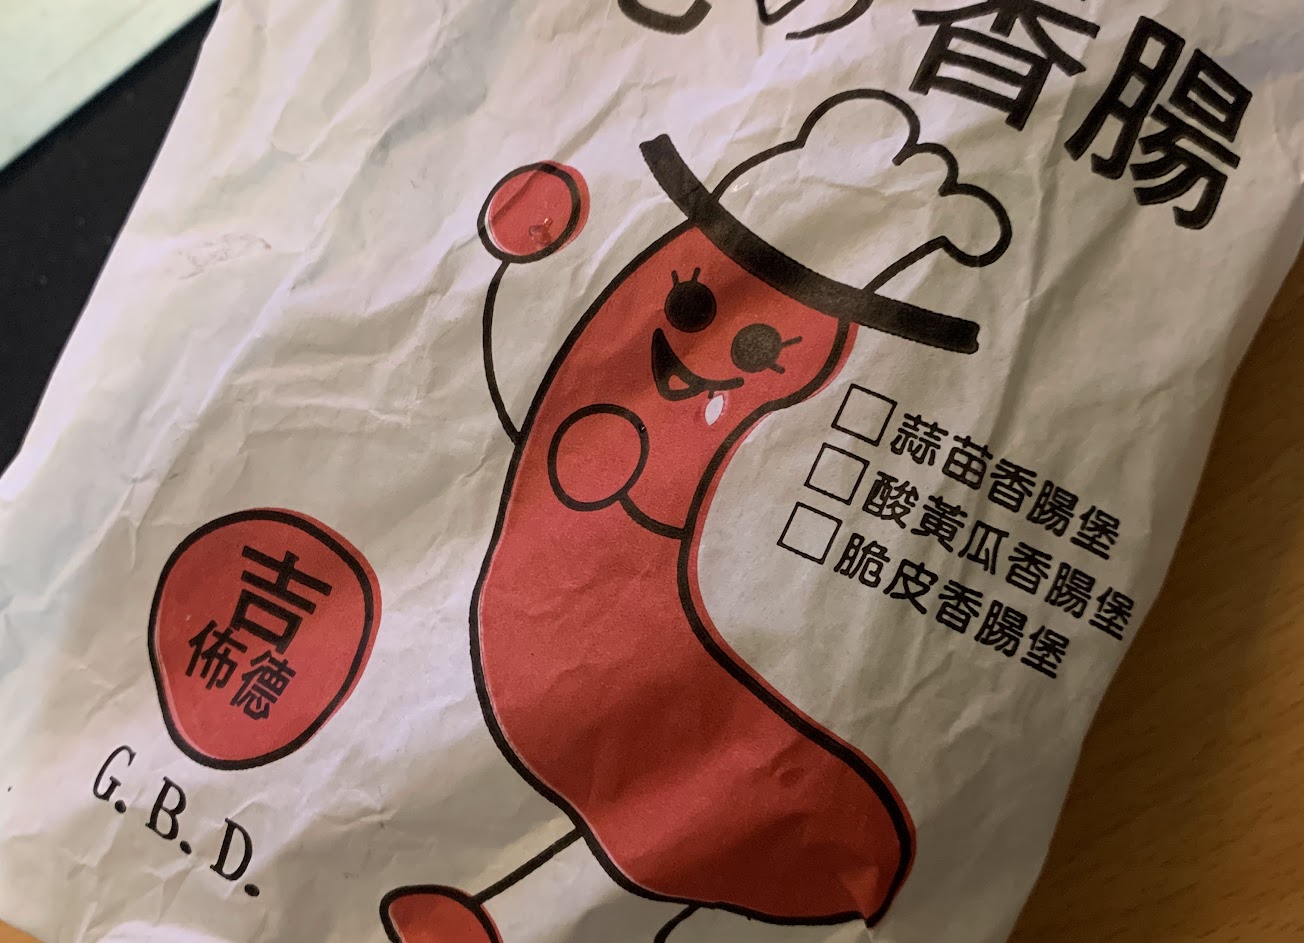 の香腸
蒜苗香腸堡
酸黃瓜香腸堡
脆皮香腸堡
吉
佈德
G. B. D.